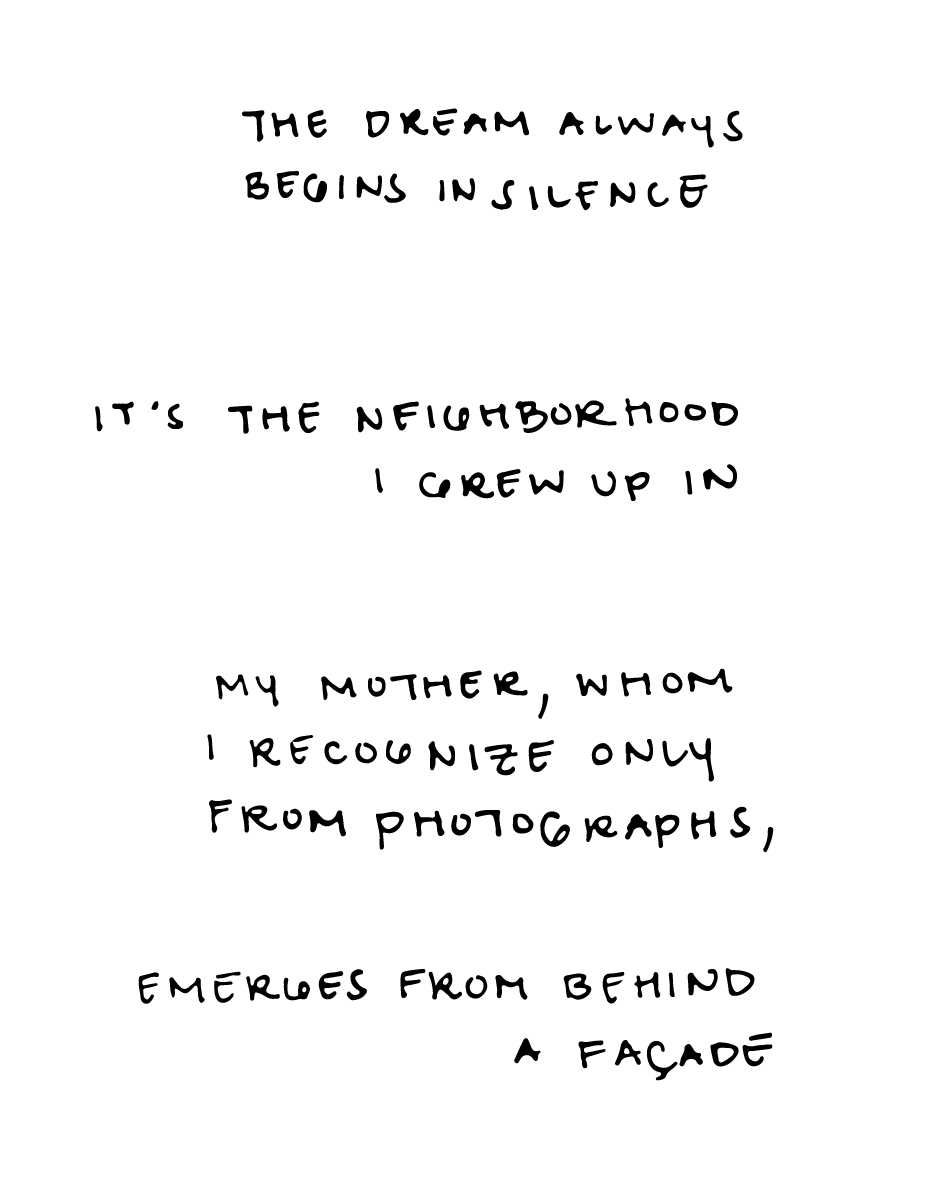 THE DREAM ALWAYS
BEGINS IN SILENCE
IT'S THE NEIGHBORHOOD
I GREW UP IN
MY MOTHER, WHOM
I RECOGNIZE ONLY
FROM PHOTOGRAPHS,
EMERGES FROM BEHIND
A FAÇADE